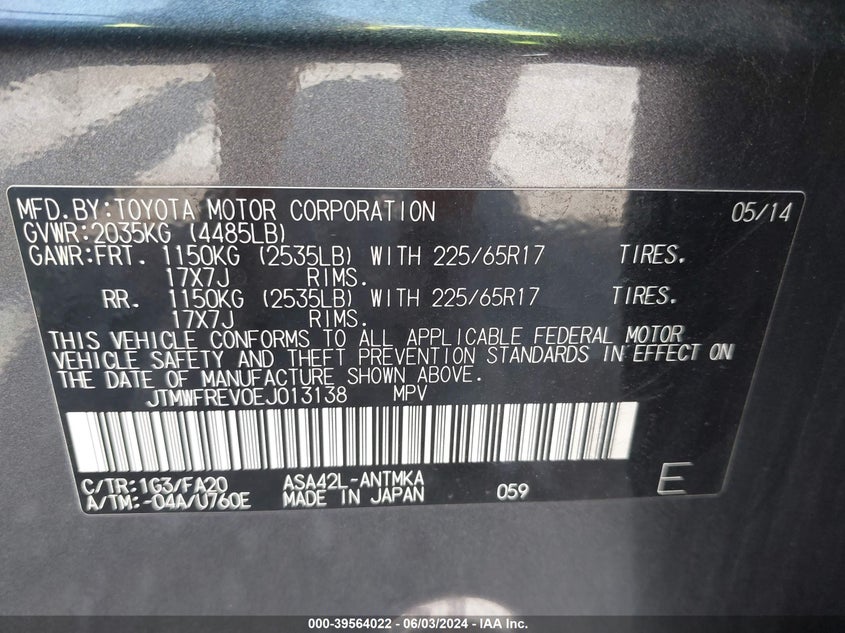 MFD.BY:TOYOTA MOTOR CORPORATION 05/14
GVWR:2035KG (4485LB)
GAWR:FRT. 1150KG (2535LB) WITH 225/65R17 TIRES.
17X7J RIMS.
RR. 1150KG (2535LB) WITH 225/65R17 TIRES.
17X7J RIMS.
THIS VEHICLE CONFORMS TO ALL APPLICABLE FEDERAL MOTOR
VEHICLE SAFETY AND THEFT PREVENTION STANDARDS IN EFFECT ON
THE DATE OF MANUFACTURE SHOWN ABOVE.
JTMWFREV0EJ013138 MPV
C/TR:1G3/FA20 ASA42L-ANTMKA
A/TM:-04A/U760E MADE IN JAPAN 059 E
000-39564022 | 06/03/2024 | IAA Inc.